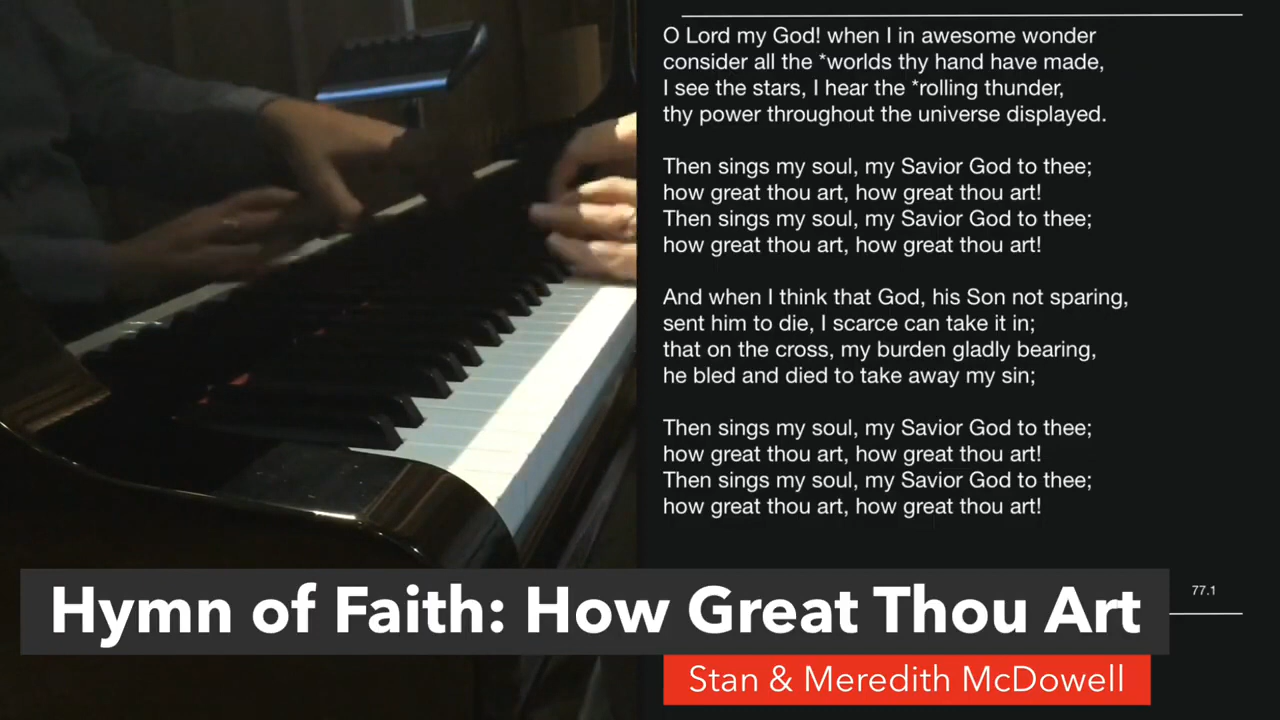 O Lord my God! when I in awesome wonder
consider all the *worlds thy hand have made,
I see the stars, I hear the *rolling thunder,
thy power throughout the universe displayed.
Then sings my soul, my Savior God to thee;
how great thou art, how great thou art!
Then sings my soul, my Savior God to thee;
how great thou art, how great thou art!
And when I think that God, his Son not sparing,
sent him to die, I scarce can take it in;
that on the cross, my burden gladly bearing,
he bled and died to take away my sin;
Then sings my soul, my Savior God to thee;
how great thou art, how great thou art!
Then sings my soul, my Savior God to thee;
how great thou art, how great thou art!
77.1
Hymn of Faith: How Great Thou Art
Stan & Meredith McDowell